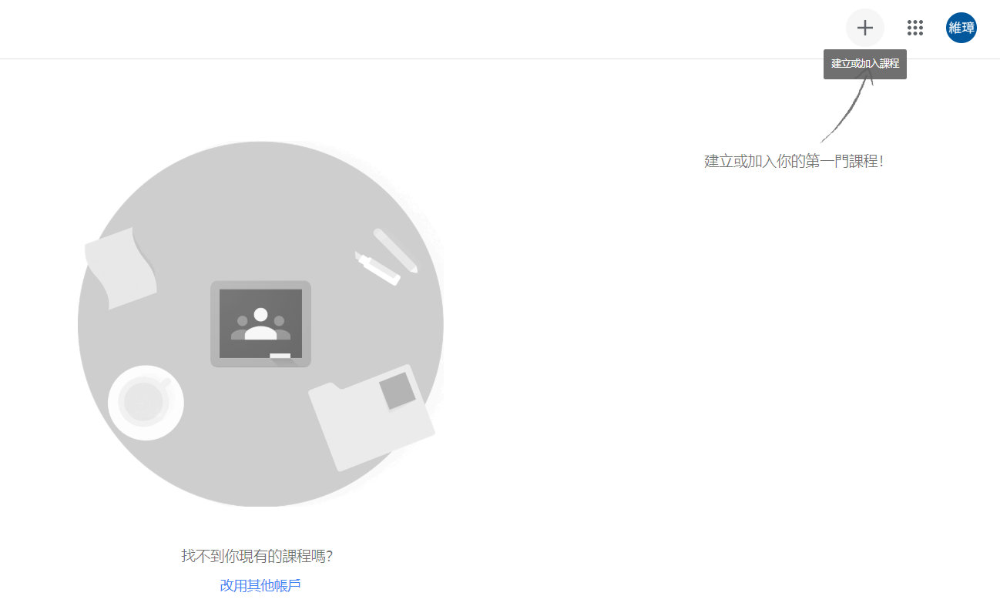 維璋
建立或加入課程
建立或加入你的第一門課程!
找不到你現有的課程嗎?
改用其他帳戶